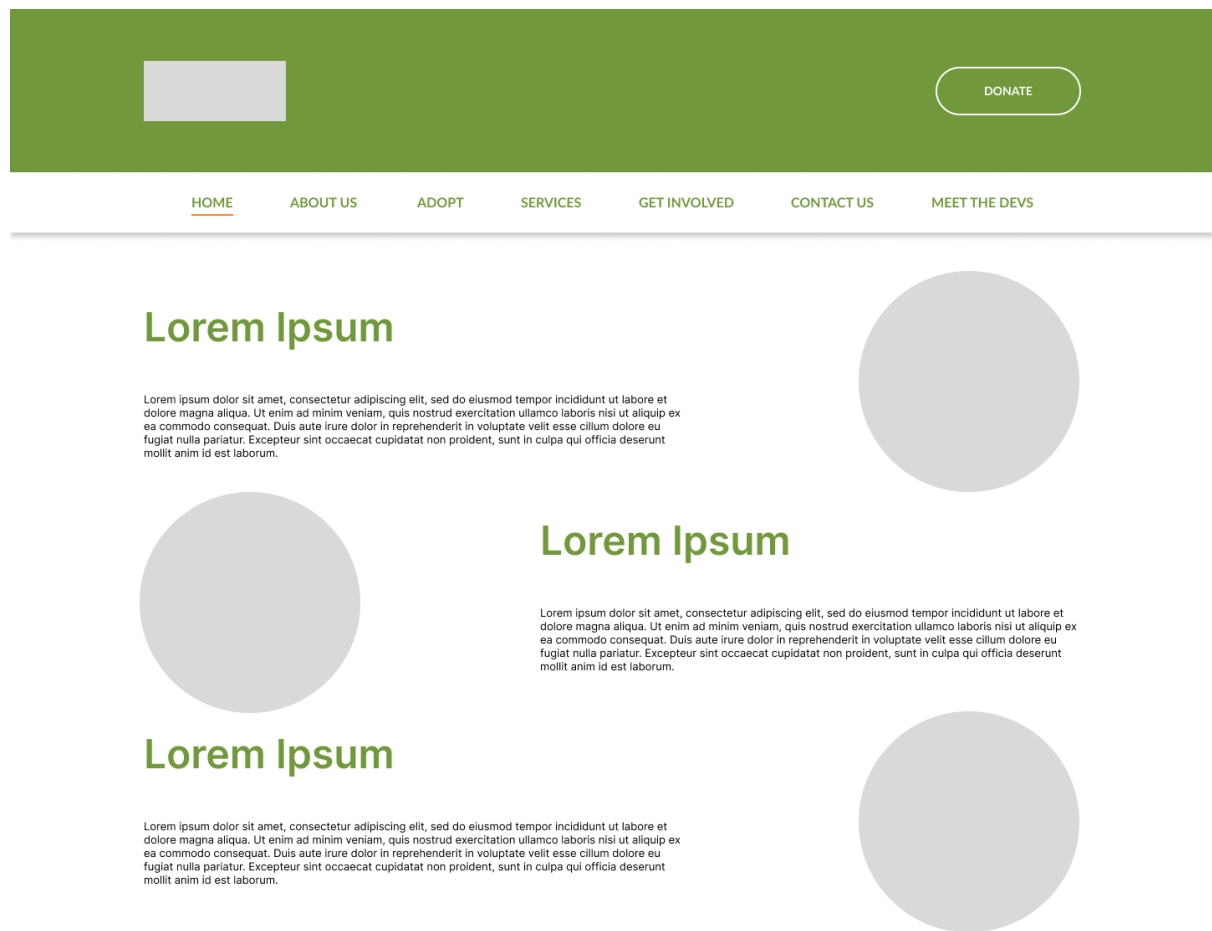 DONATE
HOME
ABOUT US
ADOPT
SERVICES
GET INVOLVED
CONTACT US
MEET THE DEVS
Lorem Ipsum
Lorem ipsum dolor sit amet, consectetur adipiscing elit, sed do eiusmod tempor incididunt ut labore et
dolore magna aliqua. Ut enim ad minim veniam, quis nostrud exercitation ullamco laboris nisi ut aliquip ex
ea commodo consequat. Duis aute irure dolor in reprehenderit in voluptate velit esse cillum dolore eu
fugiat nulla pariatur. Excepteur sint occaecat cupidatat non proident, sunt in culpa qui officia deserunt
mollit anim id est laborum.
Lorem Ipsum
Lorem ipsum dolor sit amet, consectetur adipiscing elit, sed do eiusmod tempor incididunt ut labore et
dolore magna aliqua. Ut enim ad minim veniam, quis nostrud exercitation ullamco laboris nisi ut aliquip ex
ea commodo consequat. Duis aute irure dolor in reprehenderit in voluptate velit esse cillum dolore eu
fugiat nulla pariatur. Excepteur sint occaecat cupidatat non proident, sunt in culpa qui officia deserunt
mollit anim id est laborum.
Lorem Ipsum
Lorem ipsum dolor sit amet, consectetur adipiscing elit, sed do eiusmod tempor incididunt ut labore et
dolore magna aliqua. Ut enim ad minim veniam, quis nostrud exercitation ullamco laboris nisi ut aliquip ex
ea commodo consequat. Duis aute irure dolor in reprehenderit in voluptate velit esse cillum dolore eu
fugiat nulla pariatur. Excepteur sint occaecat cupidatat non proident, sunt in culpa qui officia deserunt
mollit anim id est laborum.